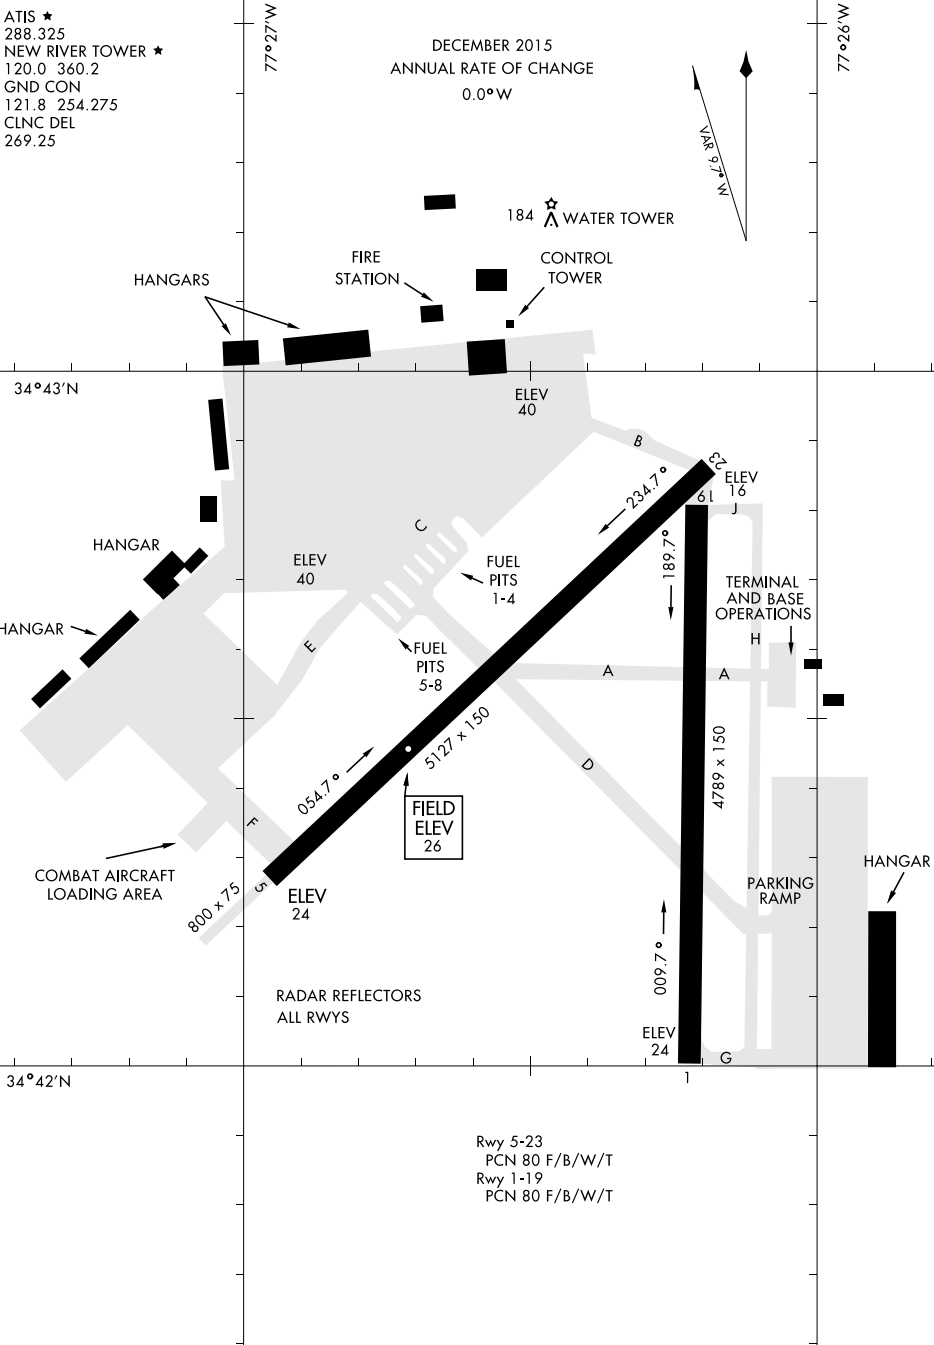 ATIS ★
288.325
NEW RIVER TOWER ★
120.0 360.2
GND CON
121.8 254.275
CLNC DEL
269.25
77°27'W
DECEMBER 2015
ANNUAL RATE OF CHANGE
0.0°W
77°26'W
VAR 9.7° W
184
WATER TOWER
FIRE
STATION
CONTROL
TOWER
HANGARS
34°43'N
ELEV
40
B
23
ELEV
16
19
J
234.7°
C
HANGAR
ELEV
40
FUEL
PITS
1-4
189.7°
TERMINAL
AND BASE
OPERATIONS
HANGAR
E
FUEL
PITS
5-8
H
A
A
5127 x 150
4789 x 150
D
054.7°
FIELD
ELEV
26
F
COMBAT AIRCRAFT
LOADING AREA
800 x 75
5
ELEV
24
PARKING
RAMP
HANGAR
009.7°
RADAR REFLECTORS
ALL RWYS
ELEV
24
G
34°42'N
1
Rwy 5-23
PCN 80 F/B/W/T
Rwy 1-19
PCN 80 F/B/W/T